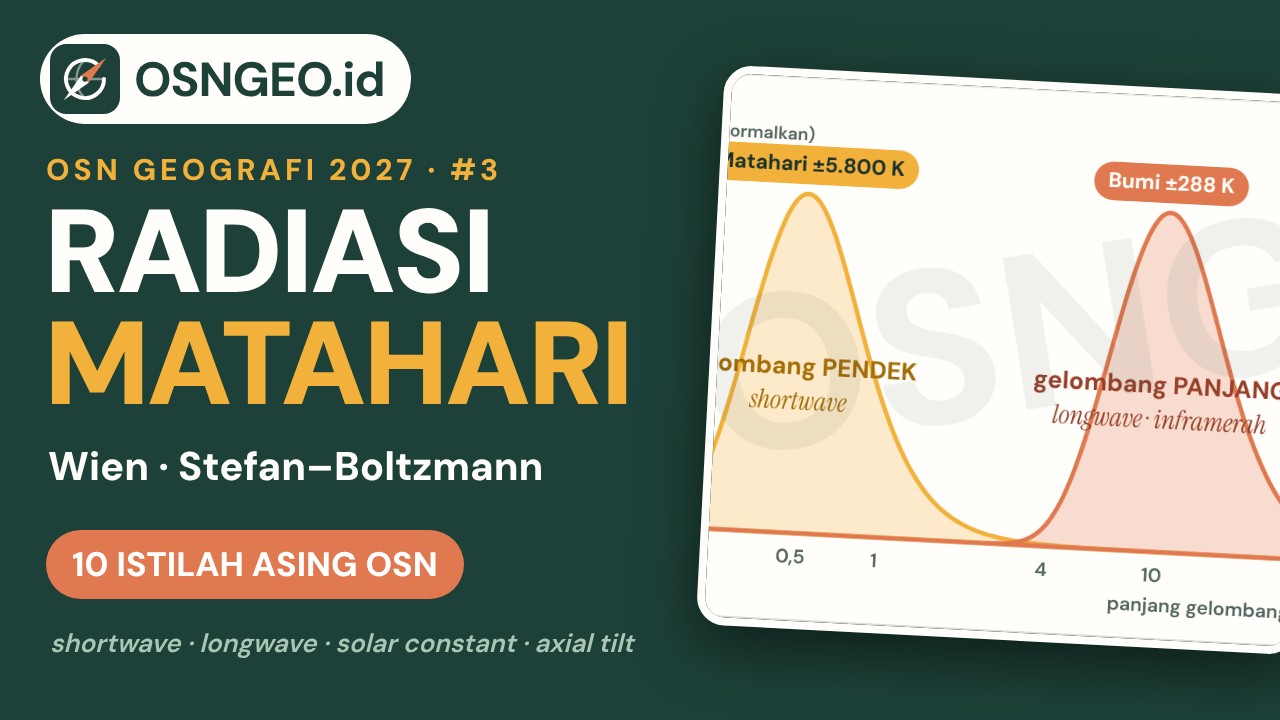 OSNGEO.id
OSN GEOGRAFI 2027 · #3
RADIASI
MATAHARI
Wien · Stefan–Boltzmann
10 ISTILAH ASING OSN
shortwave · longwave · solar constant · axial tilt
ormalkan)
Matahari ±5.800 K
Bumi ±288 K
OSNG
ombang PENDEK
shortwave
gelombang PANJANG
longwave · inframerah
0,5 1 4 10
panjang gelombang